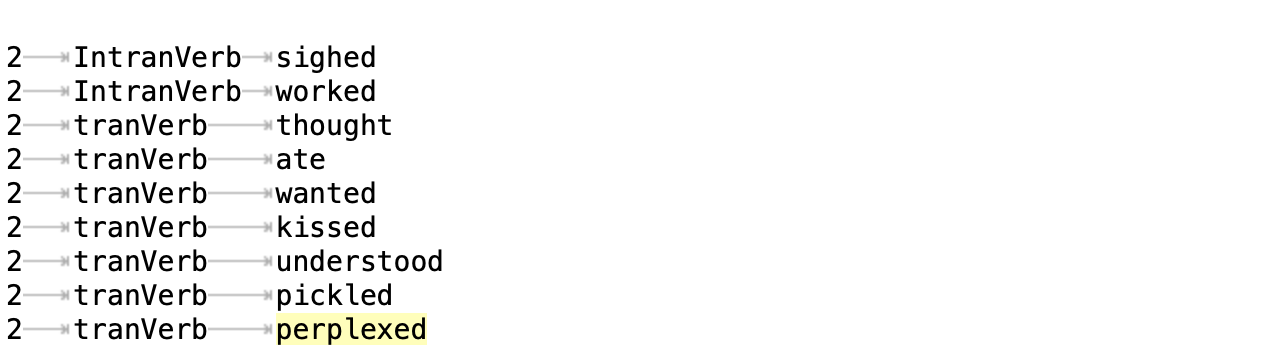 2	IntranVerb	sighed
2	IntranVerb	worked
2	tranVerb	thought
2	tranVerb	ate
2	tranVerb	wanted
2	tranVerb	kissed
2	tranVerb	understood
2	tranVerb	pickled
2	tranVerb	perplexed